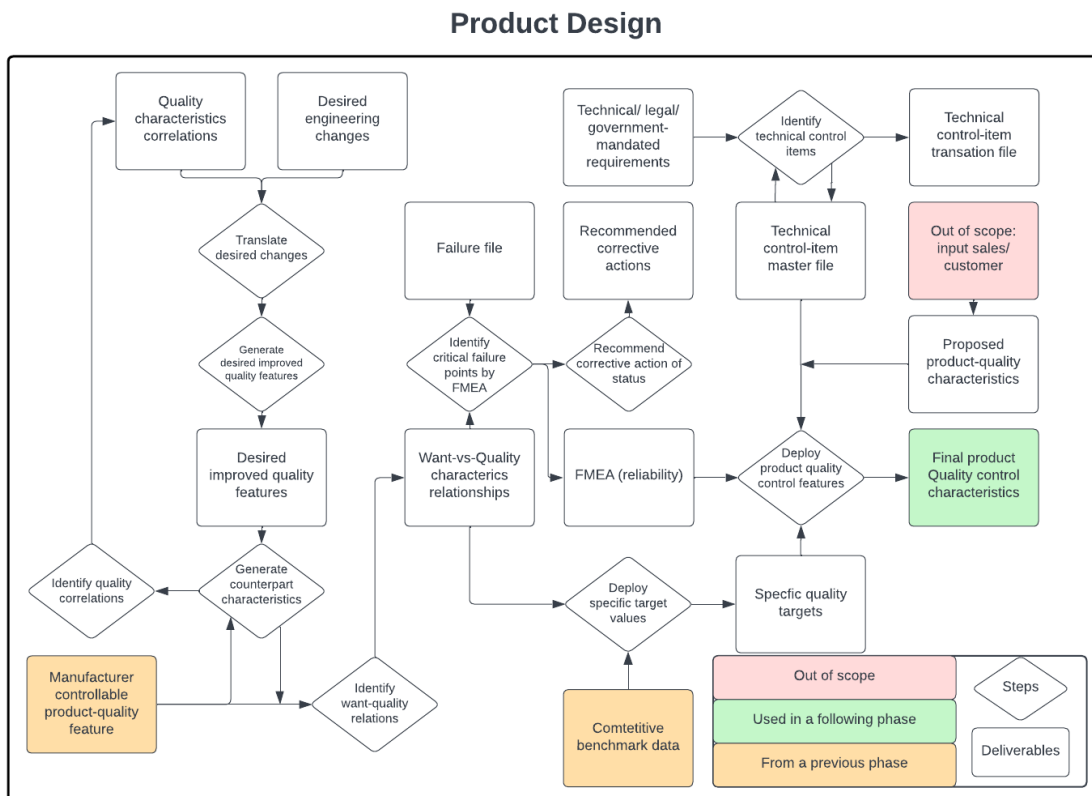 Product Design
Quality
characteristics
correlations
Desired
engineering
changes
Technical/ legal/
government-
mandated
requirements
Identify
technical control
items
Technical
control-item
transation file
Translate
desired changes
Failure file
Recommended
corrective
actions
Technical
control-item
master file
Out of scope:
input sales/
customer
Generate
desired improved
quality features
Identify
critical failure
points by
FMEA
Recommend
corrective action of
status
Proposed
product-quality
characteristics
Desired
improved quality
features
Want-vs-Quality
characterics
relationships
FMEA (reliability)
Deploy
product quality
control features
Final product
Quality control
characteristics
Identify quality
correlations
Generate
counterpart
characteristics
Deploy
specific target
values
Specfic quality
targets
Manufacturer
controllable
product-quality
feature
Identify
want-quality
relations
Comtetitive
benchmark data
Out of scope
Used in a following phase
From a previous phase
Steps
Deliverables